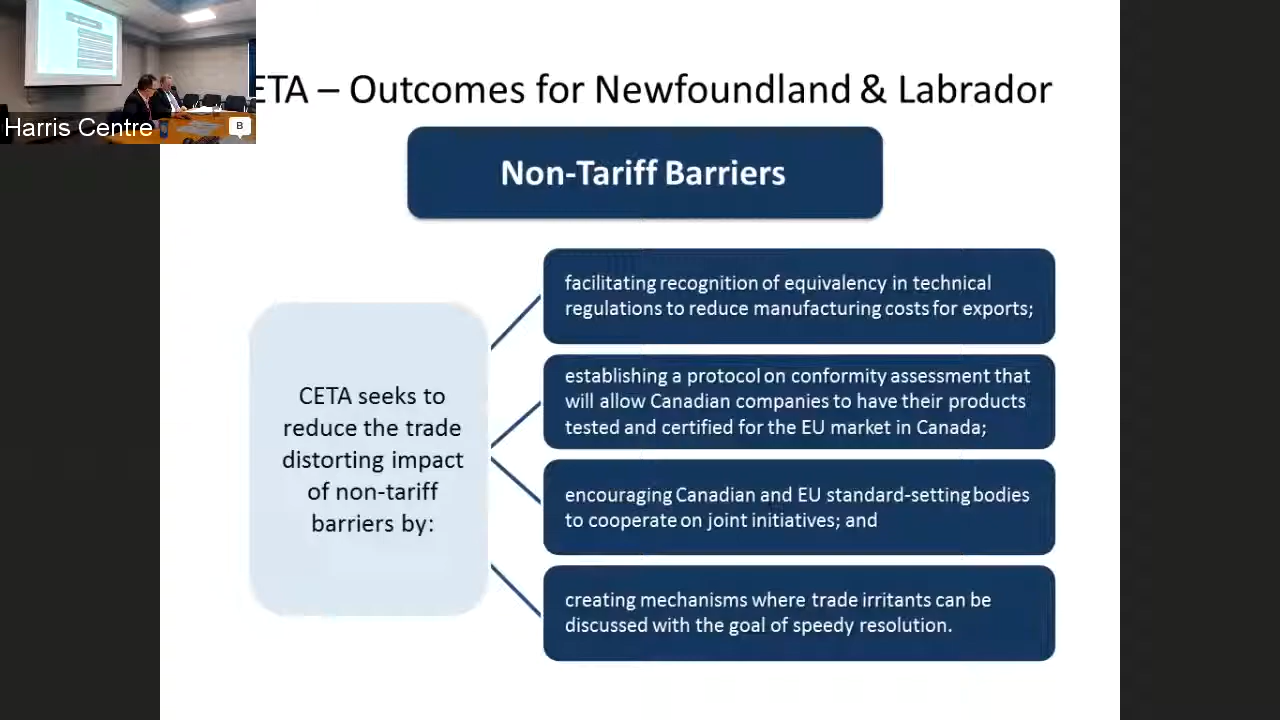 ETA – Outcomes for Newfoundland & Labrador
Harris Centre
B
Non-Tariff Barriers
CETA seeks to
reduce the trade
distorting impact
of non-tariff
barriers by:
facilitating recognition of equivalency in technical
regulations to reduce manufacturing costs for exports;
establishing a protocol on conformity assessment that
will allow Canadian companies to have their products
tested and certified for the EU market in Canada;
encouraging Canadian and EU standard-setting bodies
to cooperate on joint initiatives; and
creating mechanisms where trade irritants can be
discussed with the goal of speedy resolution.